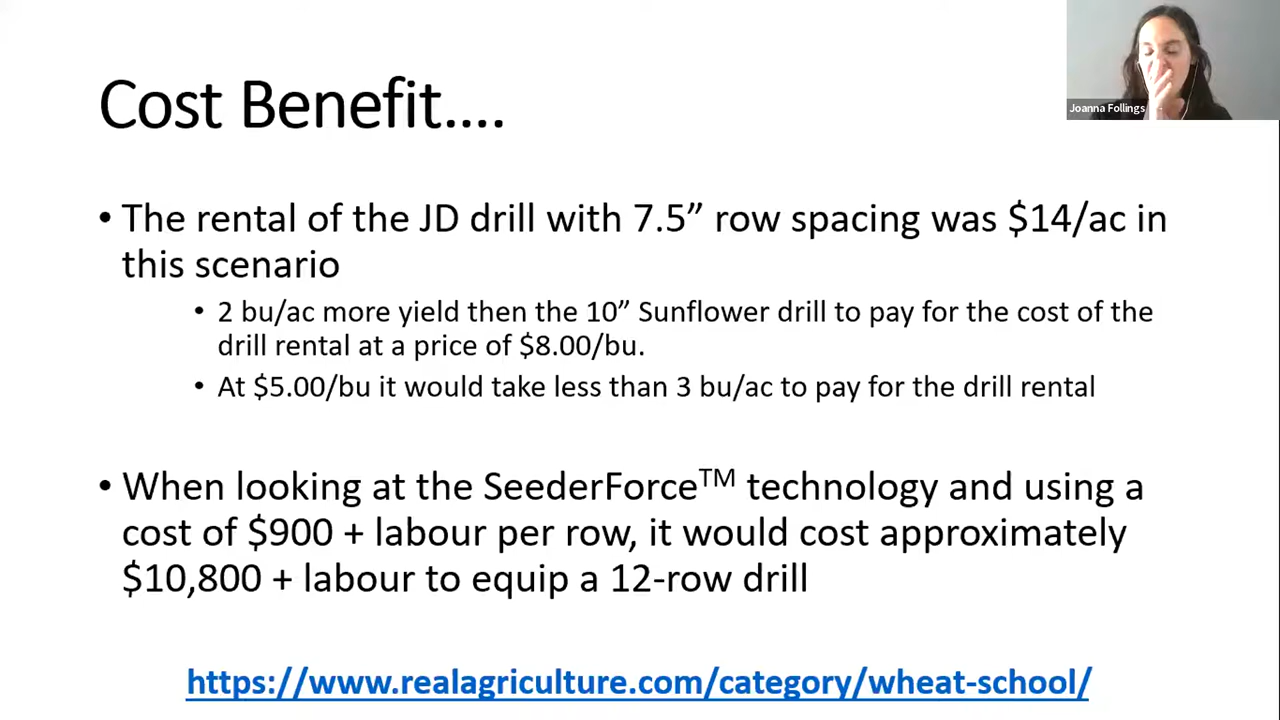 Cost Benefit....
Joanna Follings
• The rental of the JD drill with 7.5” row spacing was $14/ac in
this scenario
• 2 bu/ac more yield then the 10” Sunflower drill to pay for the cost of the
drill rental at a price of $8.00/bu.
• At $5.00/bu it would take less than 3 bu/ac to pay for the drill rental
• When looking at the SeederForce™ technology and using a
cost of $900 + labour per row, it would cost approximately
$10,800 + labour to equip a 12-row drill
https://www.realagriculture.com/category/wheat-school/